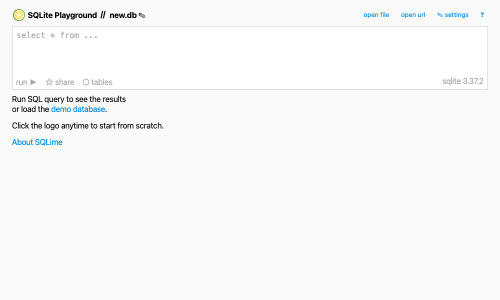 SQLite Playground // new.db ✎ open file open url ✎ settings ?
select * from ...
run ▶ ☆ share ○ tables sqlite 3.37.2
Run SQL query to see the results
or load the demo database.
Click the logo anytime to start from scratch.
About SQLime